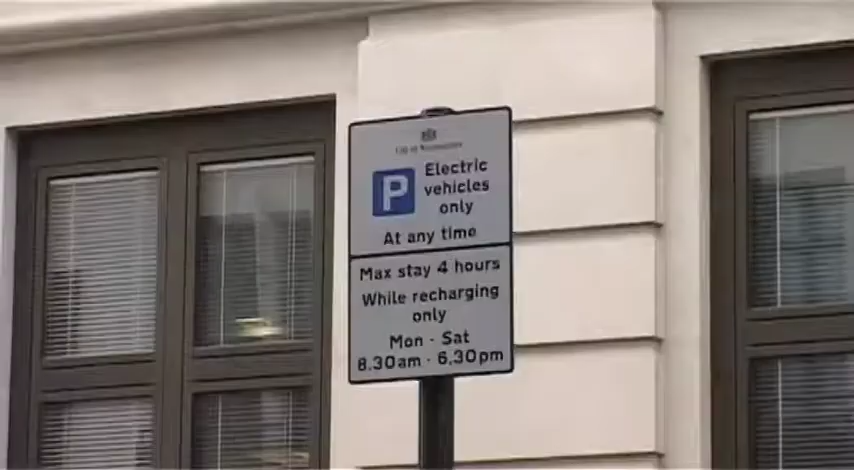 P
Electric
vehicles
only
At any time
Max stay 4 hours
While recharging
only
Mon - Sat
8.30am - 6.30pm